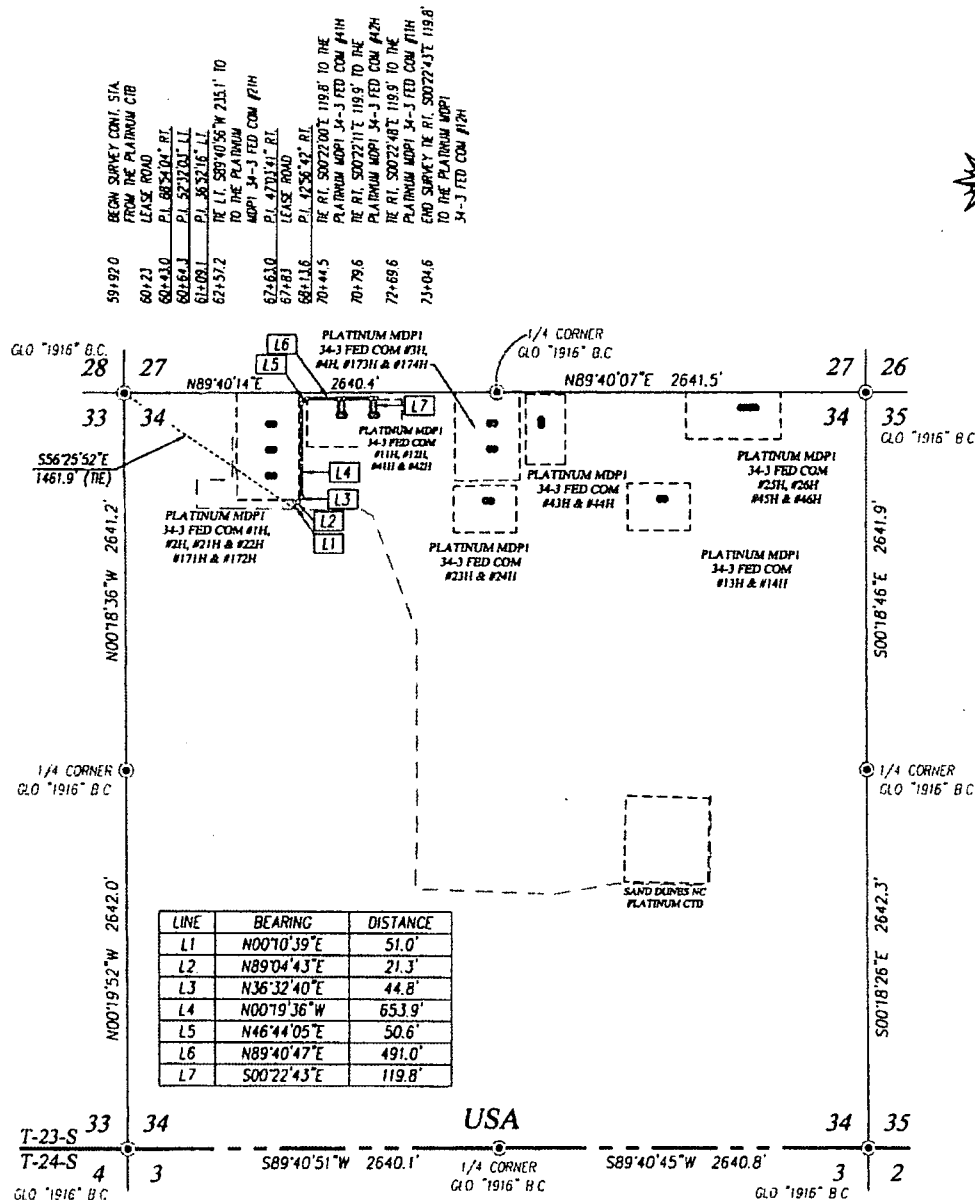 59+92.0 BEGIN SURVEY CONT. STA.
FROM THE PLATINUM CTB
60+23 LEASE ROAD
60+43.0 P.I. 88°54'04" RT.
60+64.3 P.I. 52°32'03" LT.
61+09.1 P.I. 36°52'16" LT.
62+57.2 TIE LT. S89°40'56"W 235.1' TO
TO THE PLATINUM
MDP1 34-3 FED COM #21H
67+63.0 P.I. 47°03'41" RT.
67+83 LEASE ROAD
68+13.6 P.I. 42°56'42" RT.
70+44.5 TIE RT. S00°22'00"E 119.8' TO THE
PLATINUM MDP1 34-3 FED COM #41H
70+79.6 TIE RT. S00°22'11"E 119.9' TO THE
PLATINUM MDP1 34-3 FED COM #42H
72+69.6 TIE RT. S00°22'48"E 119.9' TO THE
PLATINUM MDP1 34-3 FED COM #11H
73+04.6 END SURVEY TIE RT. S00°22'43"E 119.8'
TO THE PLATINUM MDP1
34-3 FED COM #12H
GLO "1916" B.C.
28 27
33 34
N89°40'14"E 2640.4'
L6
L5
PLATINUM MDP1
34-3 FED COM #3H,
#4H, #173H & #174H
1/4 CORNER
GLO "1916" B.C
N89°40'07"E 2641.5'
27 26
34 35
GLO "1916" B C
L7
PLATINUM MDP1
34-3 FED COM
#11H, #12H,
#41H & #42H
S56°25'52"E
1461.9' (TIE)
L4
L3
L2
L1
PLATINUM MDP1
34-3 FED COM #1H,
#2H, #21H & #22H
#171H & #172H
PLATINUM MDP1
34-3 FED COM
#43H & #44H
PLATINUM MDP1
34-3 FED COM
#25H, #26H
#45H & #46H
PLATINUM MDP1
34-3 FED COM
#23H & #24H
PLATINUM MDP1
34-3 FED COM
#13H & #14H
N00°18'36"W 2641.2'
S00°18'46"E 2641.9'
1/4 CORNER
GLO "1916" B C
1/4 CORNER
GLO "1916" B C
SAND DUNES NC
PLATINUM CTD
N00°19'52"W 2642.0'
S00°18'26"E 2642.3'
LINE BEARING DISTANCE
L1 N00°10'39"E 51.0'
L2 N89°04'43"E 21.3'
L3 N36°32'40"E 44.8'
L4 N00°19'36"W 653.9'
L5 N46°44'05"E 50.6'
L6 N89°40'47"E 491.0'
L7 S00°22'43"E 119.8'
USA
T-23-S 33 34
T-24-S 4 3
GLO "1916" B C
S89°40'51"W 2640.1'
1/4 CORNER
GLO "1916" B C
S89°40'45"W 2640.8'
34 35
3 2
GLO "1916" B C